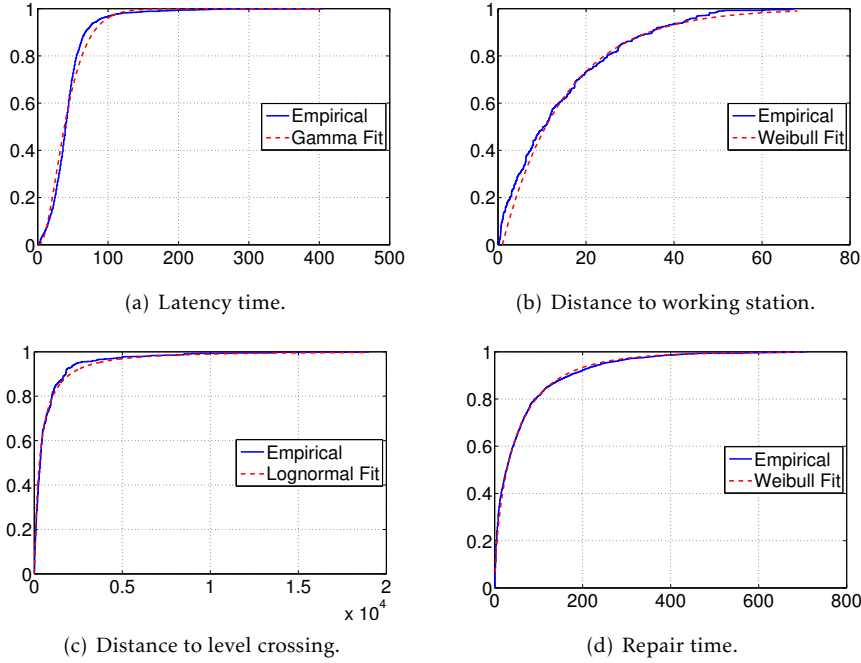 1
0.8
0.6
0.4
0.2
0
0 100 200 300 400 500
Empirical
Gamma Fit
(a) Latency time.
1
0.8
0.6
0.4
0.2
0
0 20 40 60 80
Empirical
Weibull Fit
(b) Distance to working station.
1
0.8
0.6
0.4
0.2
0
0 0.5 1 1.5 2
x 10^4
Empirical
Lognormal Fit
(c) Distance to level crossing.
1
0.8
0.6
0.4
0.2
0
0 200 400 600 800
Empirical
Weibull Fit
(d) Repair time.